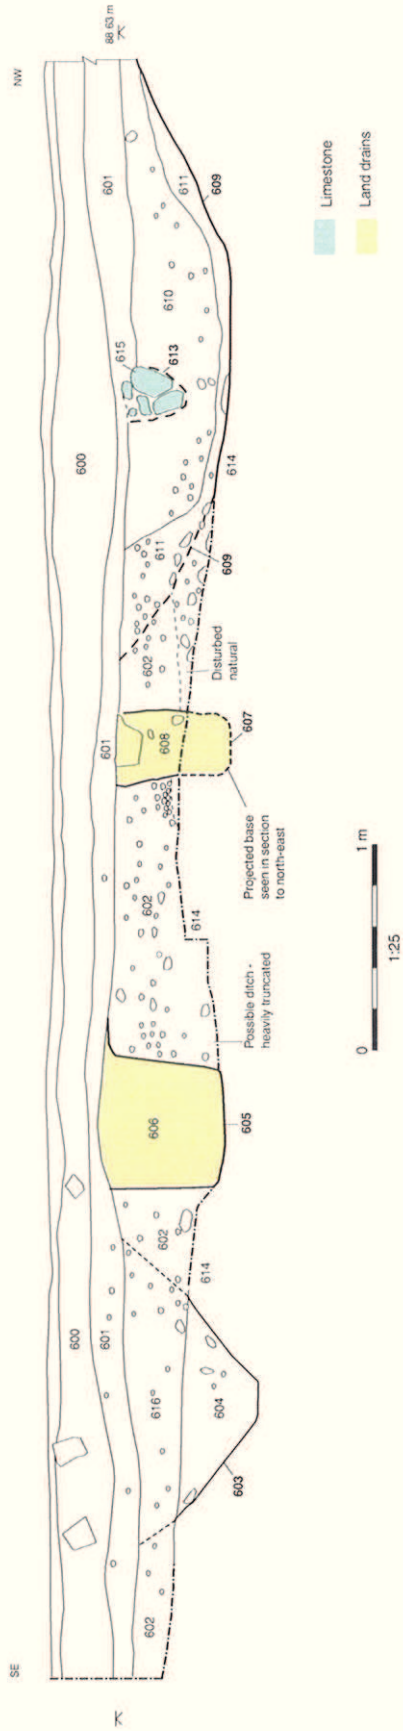 SE
NW
88.63 m
K
600
600
601
601
601
615
613
610
611
611
609
609
602
602
602
602
608
607
606
605
616
604
603
614
614
614
Disturbed
natural
Projected base
seen in section
to north-east
Possible ditch -
heavily truncated
Limestone
Land drains
0
1 m
1:25